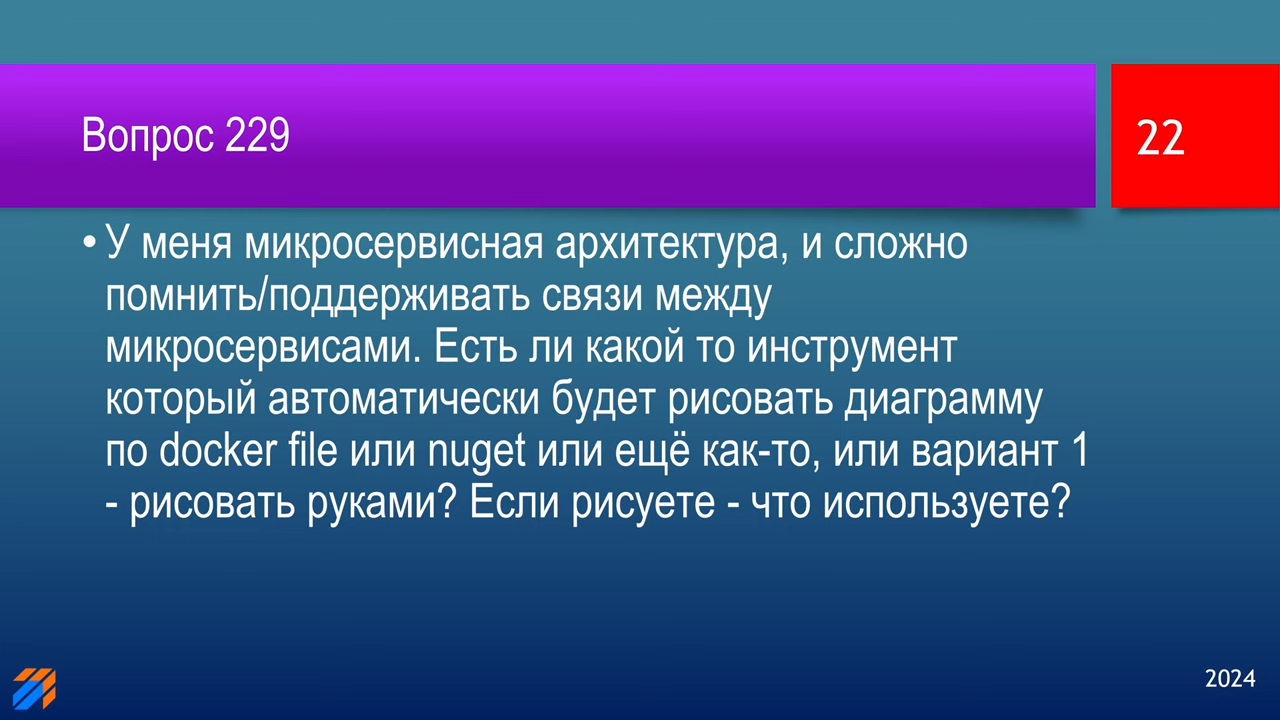 Вопрос 229
22
• У меня микросервисная архитектура, и сложно
помнить/поддерживать связи между
микросервисами. Есть ли какой то инструмент
который автоматически будет рисовать диаграмму
по docker file или nuget или ещё как-то, или вариант 1
- рисовать руками? Если рисуете - что используете?
2024